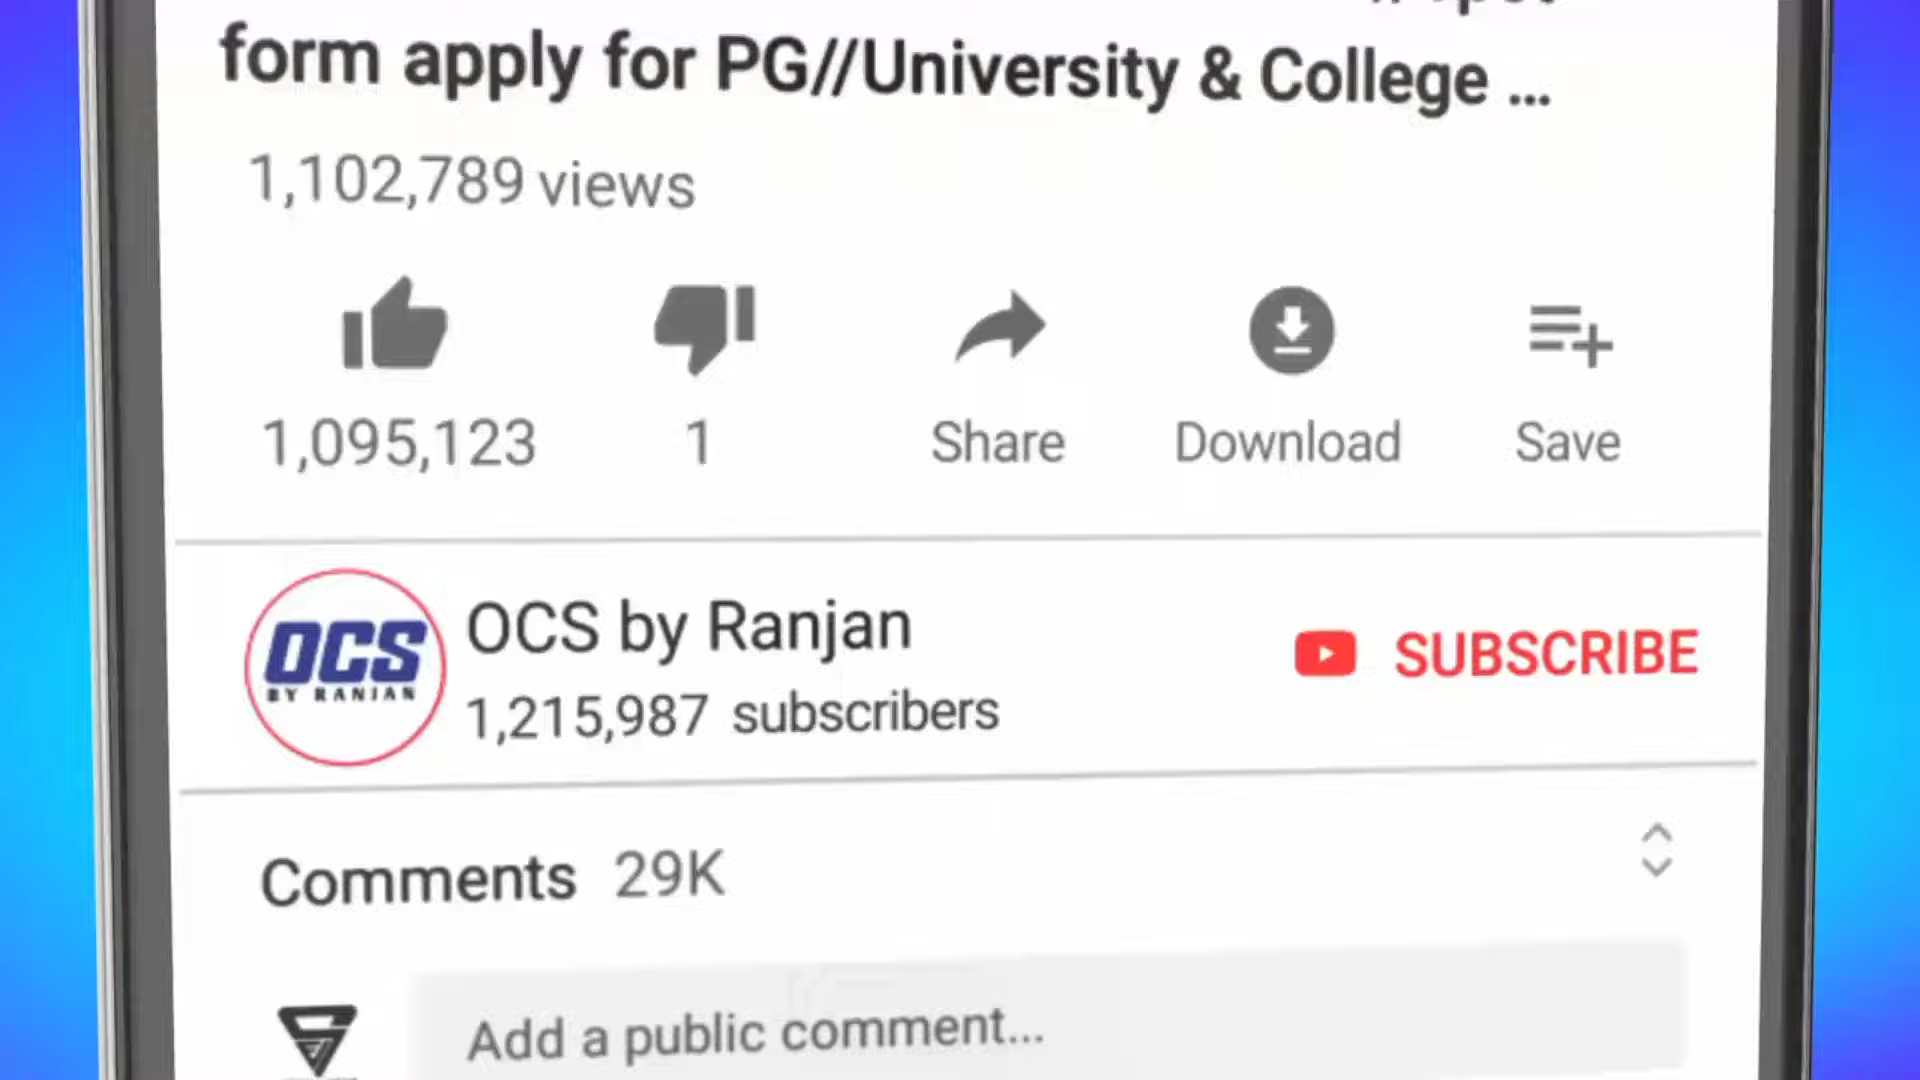 form apply for PG//University & College ...
1,102,789 views
1,095,123
1
Share
Download
Save
OCS
BY RANJAN
OCS by Ranjan
1,215,987 subscribers
SUBSCRIBE
Comments 29K
Add a public comment...